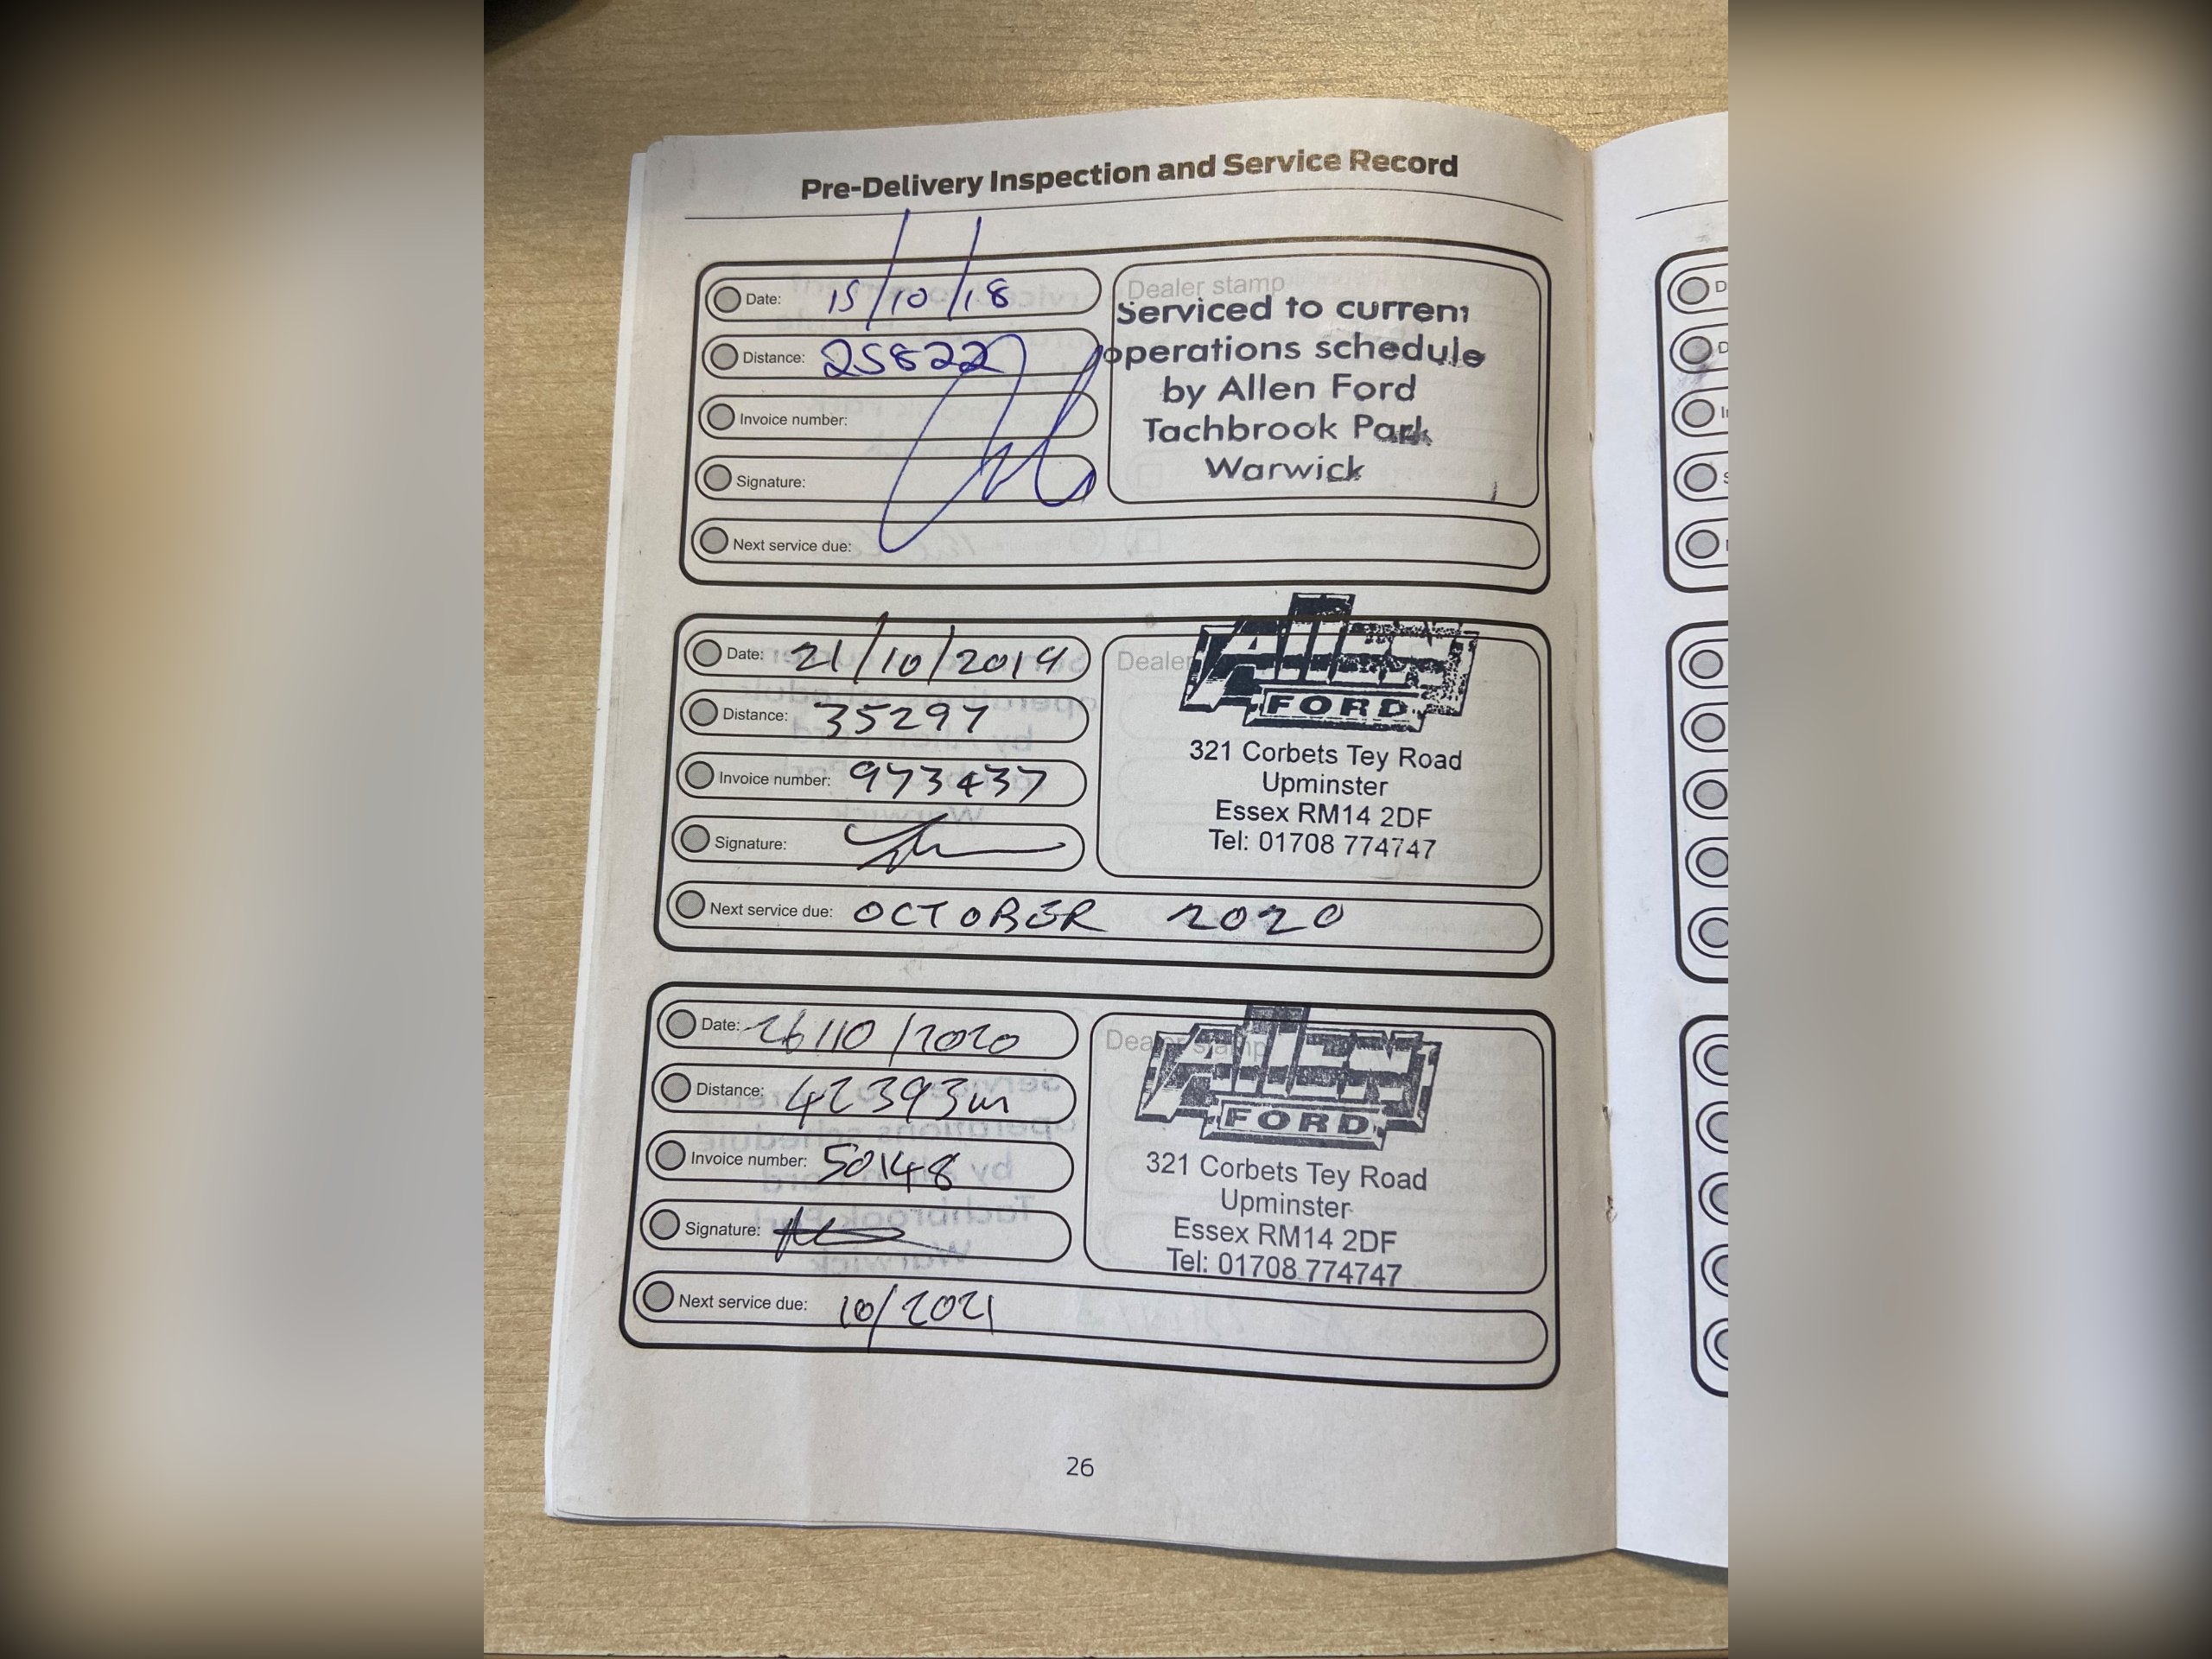 Pre-Delivery Inspection and Service Record
Date: 15/10/18
Distance: 25822
Invoice number:
Signature:
Next service due:
Dealer stamp
Serviced to current
operations schedule
by Allen Ford
Tachbrook Park
Warwick
Date: 21/10/2019
Distance: 35297
Invoice number: 973437
Signature:
Next service due: OCTOBER 2020
Dealer
Allen
FORD
321 Corbets Tey Road
Upminster
Essex RM14 2DF
Tel: 01708 774747
Date: 26/10/2020
Distance: 42393m
Invoice number: 50148
Signature:
Next service due: 10/2021
Dealer stamp
Allen
FORD
321 Corbets Tey Road
Upminster
Essex RM14 2DF
Tel: 01708 774747
26